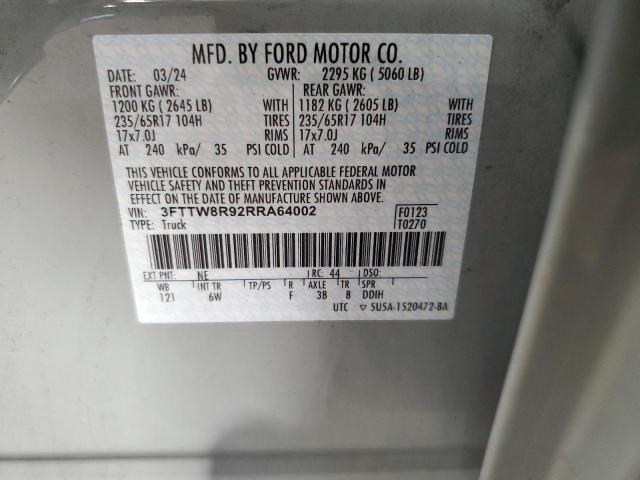 MFD. BY FORD MOTOR CO.
DATE: 03/24 GVWR: 2295 KG ( 5060 LB)
FRONT GAWR: REAR GAWR:
1200 KG ( 2645 LB) WITH 1182 KG ( 2605 LB) WITH
235/65R17 104H TIRES 235/65R17 104H TIRES
17x7.0J RIMS 17x7.0J RIMS
AT 240 kPa/ 35 PSI COLD AT 240 kPa/ 35 PSI COLD
THIS VEHICLE CONFORMS TO ALL APPLICABLE FEDERAL MOTOR
VEHICLE SAFETY AND THEFT PREVENTION STANDARDS IN
EFFECT ON THE DATE OF MANUFACTURE SHOWN ABOVE.
VIN: 3FTTW8R92RRA64002 F0123
TYPE: Truck T0270
EXT PNT: NE RC: 44 DSO:
WB INT TR TP/PS R AXLE TR SPR
121 6W F 38 8 DDIH
UTC ▽ 5U5A-1520472-BA